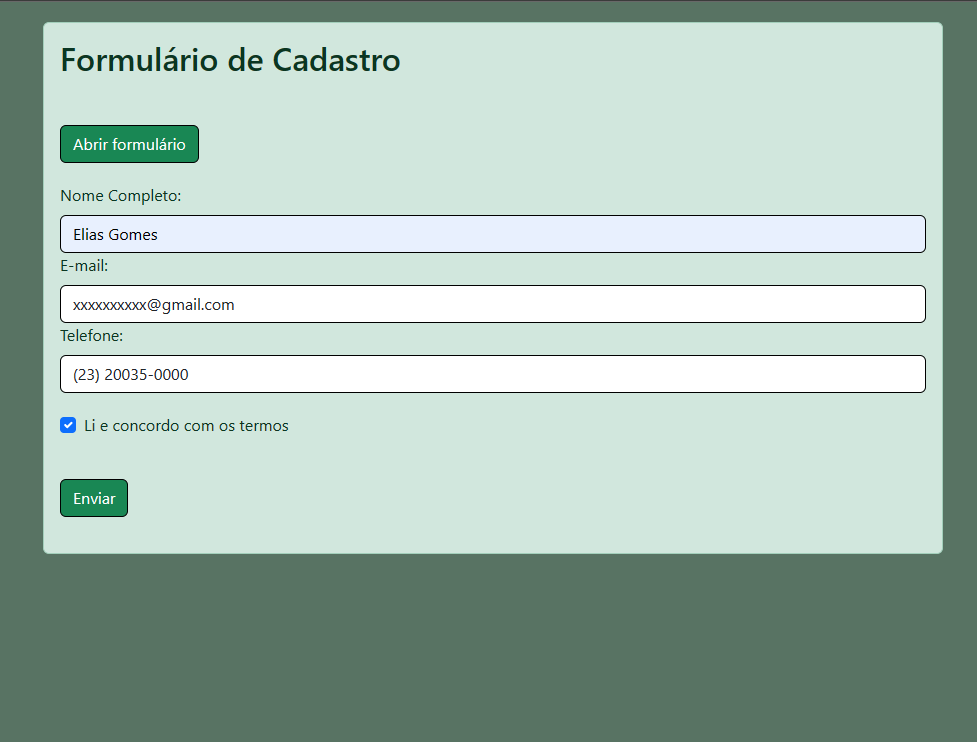 Formulário de Cadastro
Abrir formulário
Nome Completo:
Elias Gomes
E-mail:
xxxxxxxxxx@gmail.com
Telefone:
(23) 20035-0000
Li e concordo com os termos
Enviar